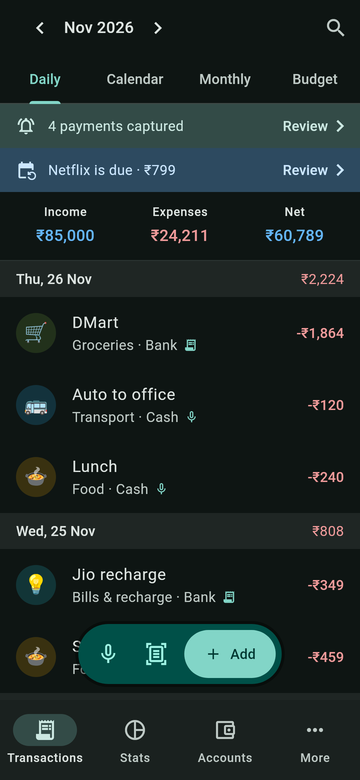 Nov 2026
Daily
Calendar
Monthly
Budget
4 payments captured
Review
Netflix is due · ₹799
Review
Income
Expenses
Net
₹85,000
₹24,211
₹60,789
Thu, 26 Nov
₹2,224
DMart
-₹1,864
Groceries · Bank
Auto to office
-₹120
Transport · Cash
Lunch
-₹240
Food · Cash
Wed, 25 Nov
₹808
Jio recharge
-₹349
Bills & recharge · Bank
-₹459
+ Add
Transactions
Stats
Accounts
More